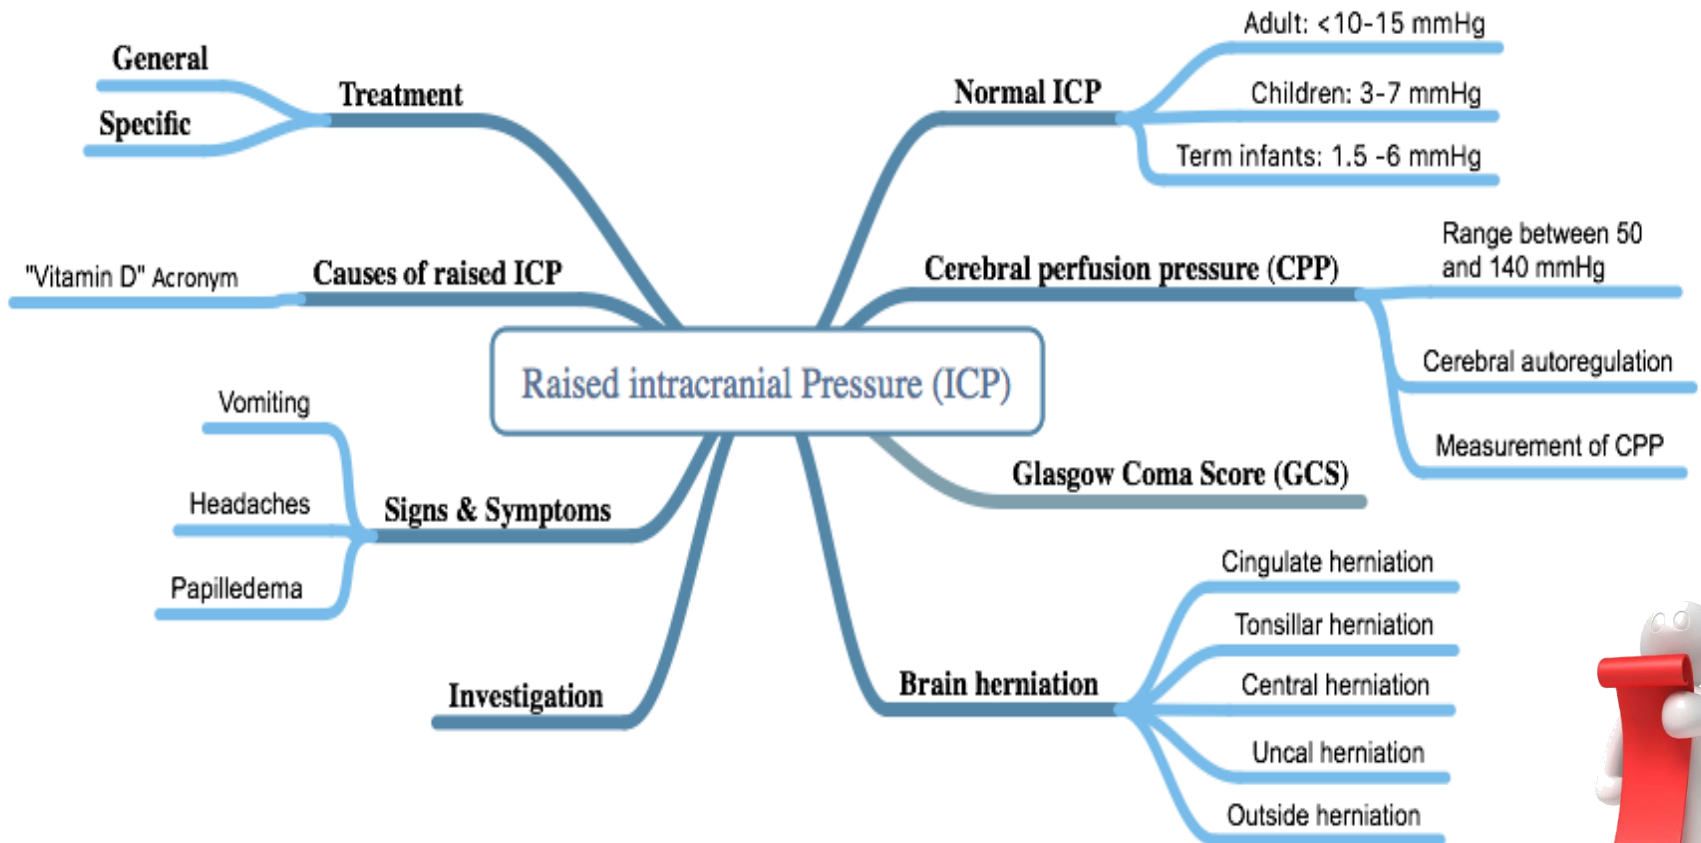 General
Specific
Treatment
"Vitamin D" Acronym
Causes of raised ICP
Vomiting
Headaches
Papilledema
Signs & Symptoms
Investigation
Raised intracranial Pressure (ICP)
Normal ICP
Adult: <10-15 mmHg
Children: 3-7 mmHg
Term infants: 1.5 -6 mmHg
Cerebral perfusion pressure (CPP)
Range between 50
and 140 mmHg
Cerebral autoregulation
Measurement of CPP
Glasgow Coma Score (GCS)
Brain herniation
Cingulate herniation
Tonsillar herniation
Central herniation
Uncal herniation
Outside herniation